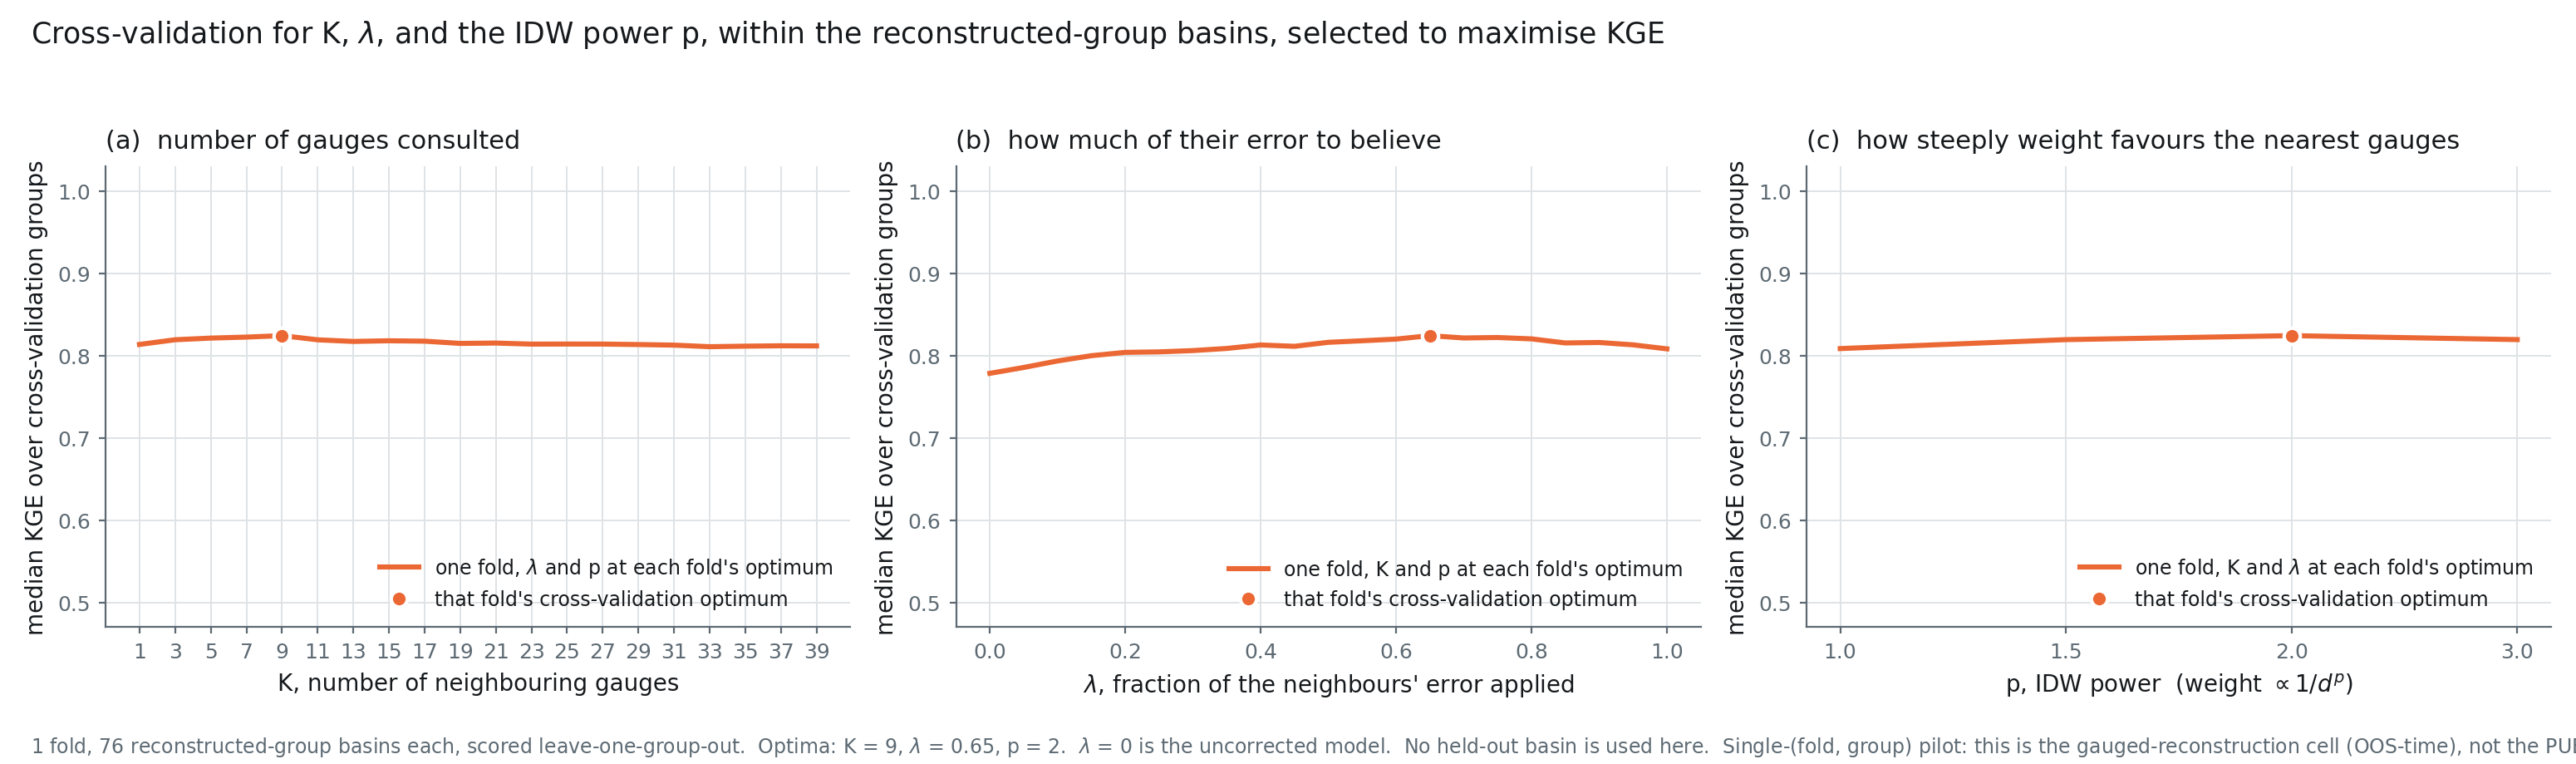 Cross-validation for K, λ, and the IDW power p, within the reconstructed-group basins, selected to maximise KGE
(a) number of gauges consulted
median KGE over cross-validation groups
1.0
0.9
0.8
0.7
0.6
0.5
one fold, λ and p at each fold's optimum
that fold's cross-validation optimum
1 3 5 7 9 11 13 15 17 19 21 23 25 27 29 31 33 35 37 39
K, number of neighbouring gauges
(b) how much of their error to believe
median KGE over cross-validation groups
1.0
0.9
0.8
0.7
0.6
0.5
one fold, K and p at each fold's optimum
that fold's cross-validation optimum
0.0 0.2 0.4 0.6 0.8 1.0
λ, fraction of the neighbours' error applied
(c) how steeply weight favours the nearest gauges
median KGE over cross-validation groups
1.0
0.9
0.8
0.7
0.6
0.5
one fold, K and λ at each fold's optimum
that fold's cross-validation optimum
1.0 1.5 2.0 3.0
p, IDW power (weight ∝ 1/d^p)
1 fold, 76 reconstructed-group basins each, scored leave-one-group-out. Optima: K = 9, λ = 0.65, p = 2. λ = 0 is the uncorrected model. No held-out basin is used here. Single-(fold, group) pilot: this is the gauged-reconstruction cell (OOS-time), not the